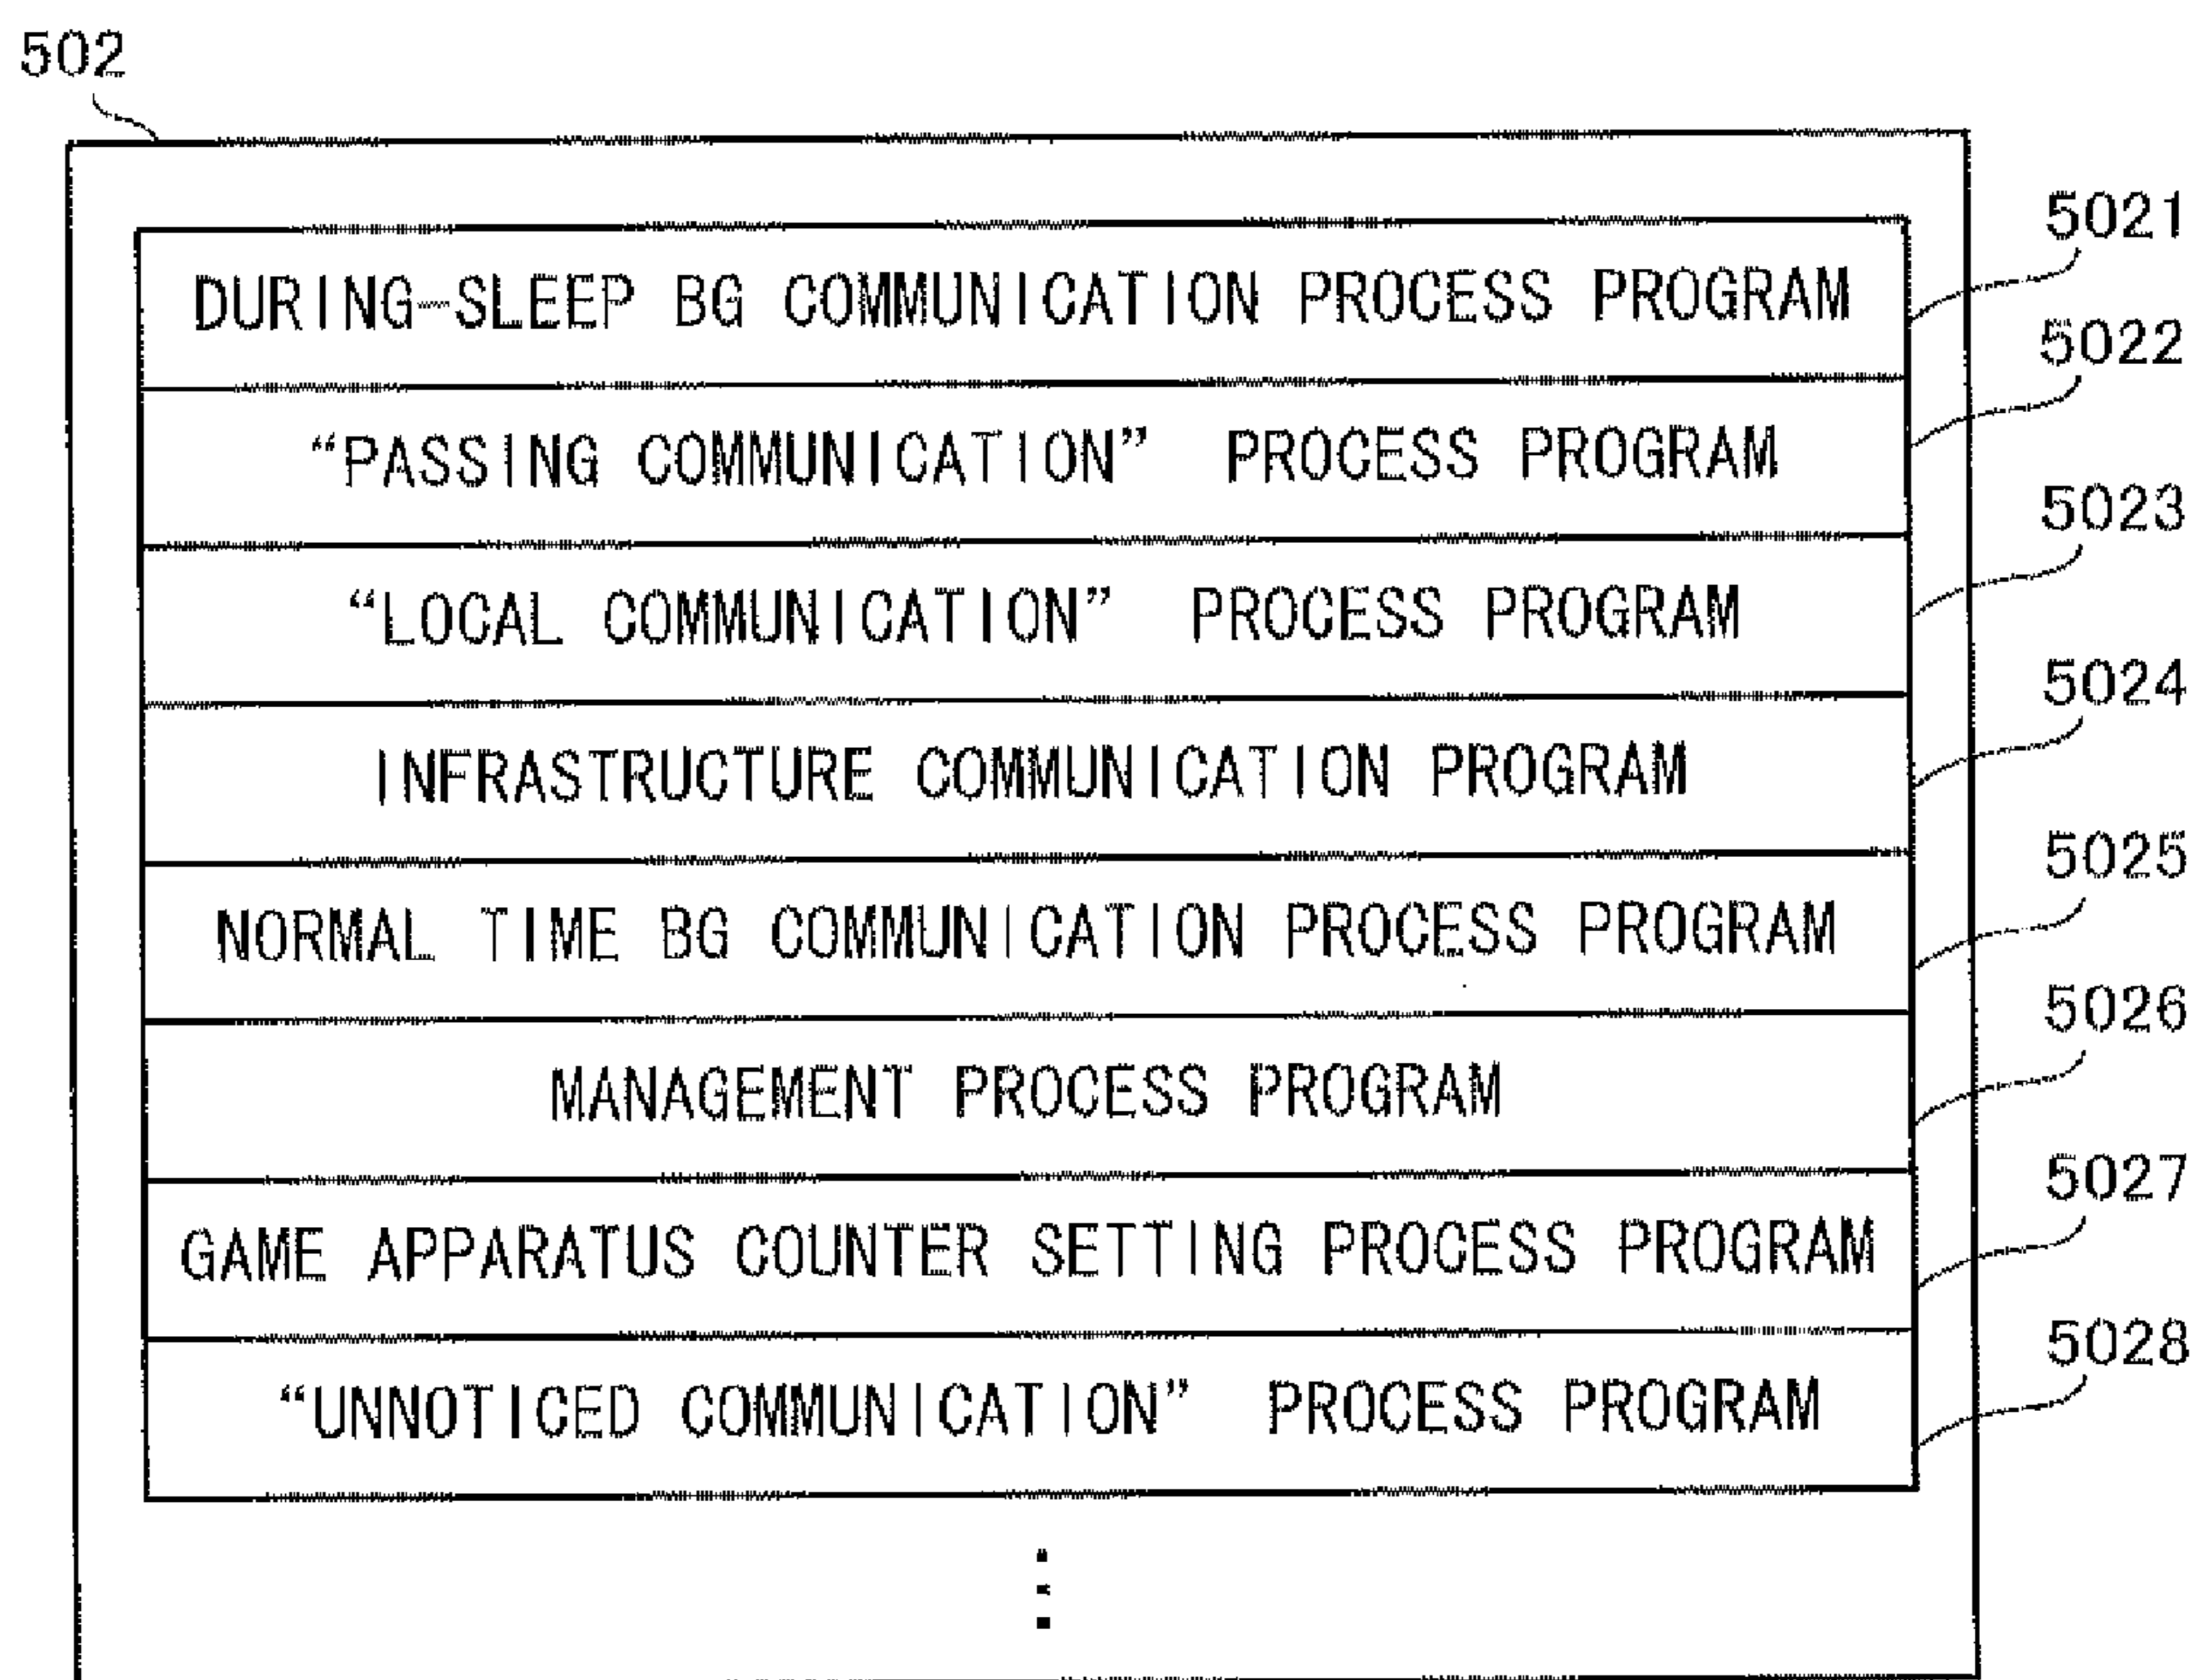 502
DURING-SLEEP BG COMMUNICATION PROCESS PROGRAM
5021
“PASSING COMMUNICATION” PROCESS PROGRAM
5022
“LOCAL COMMUNICATION” PROCESS PROGRAM
5023
INFRASTRUCTURE COMMUNICATION PROGRAM
5024
NORMAL TIME BG COMMUNICATION PROCESS PROGRAM
5025
MANAGEMENT PROCESS PROGRAM
5026
GAME APPARATUS COUNTER SETTING PROCESS PROGRAM
5027
“UNNOTICED COMMUNICATION” PROCESS PROGRAM
5028